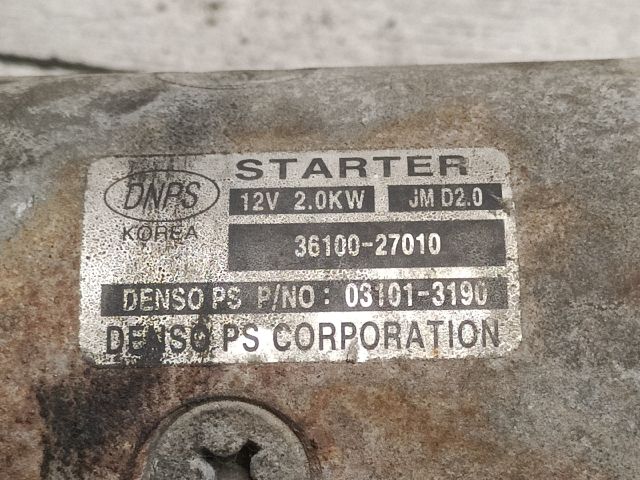 STARTER
DNPS
12V 2.0KW JM D2.0
KOREA
36100-27010
DENSO PS P/NO : 03101-3190
DENSO PS CORPORATION